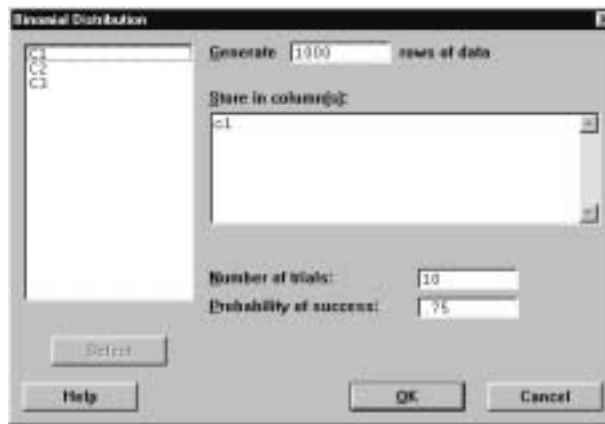 Binomial Distribution
C1
C2
C3
Generate 1000 rows of data
Store in column(s):
c1
Number of trials: 10
Probability of success: .75
Select
Help
OK
Cancel